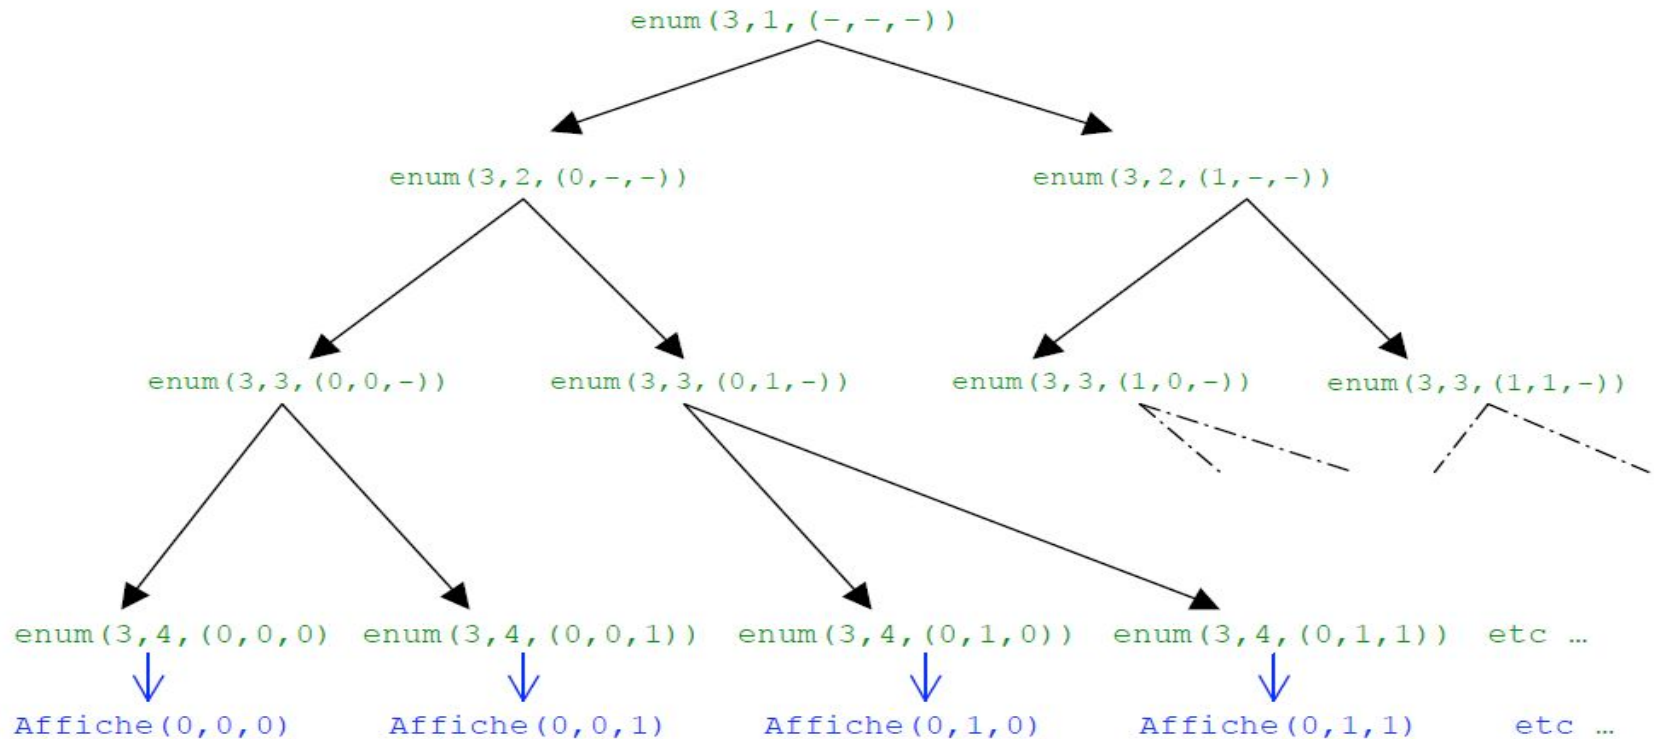 enum(3,1,(-,-,-))
enum(3,2,(0,-,-)) enum(3,2,(1,-,-))
enum(3,3,(0,0,-)) enum(3,3,(0,1,-)) enum(3,3,(1,0,-)) enum(3,3,(1,1,-))
enum(3,4,(0,0,0) enum(3,4,(0,0,1)) enum(3,4,(0,1,0)) enum(3,4,(0,1,1)) etc …
Affiche(0,0,0) Affiche(0,0,1) Affiche(0,1,0) Affiche(0,1,1) etc …